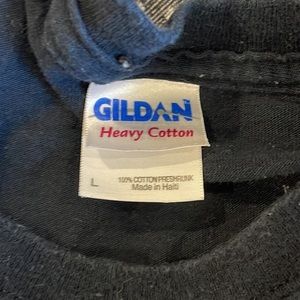 GILDAN
Heavy Cotton
L
100% COTTON PRESHRUNK
Made in Haiti